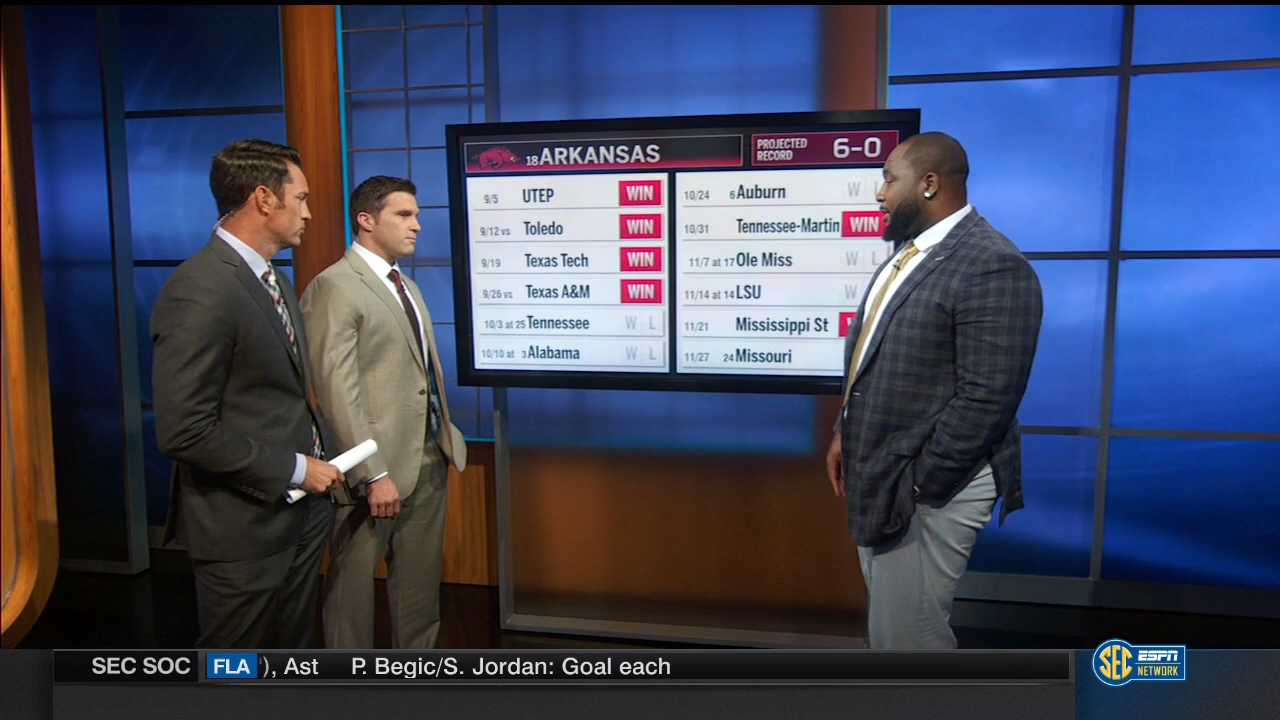 18 ARKANSAS
PROJECTED
RECORD
6-0
9/5 UTEP WIN
9/12 vs Toledo WIN
9/19 Texas Tech WIN
9/26 vs Texas A&M WIN
10/3 at 25 Tennessee W L
10/10 at 3 Alabama W L
10/24 6 Auburn W L
10/31 Tennessee-Martin WIN
11/7 at 17 Ole Miss W L
11/14 at 14 LSU W
11/21 Mississippi St
11/27 24 Missouri
SEC SOC FLA ), Ast P. Begic/S. Jordan: Goal each
SEC ESPN
NETWORK